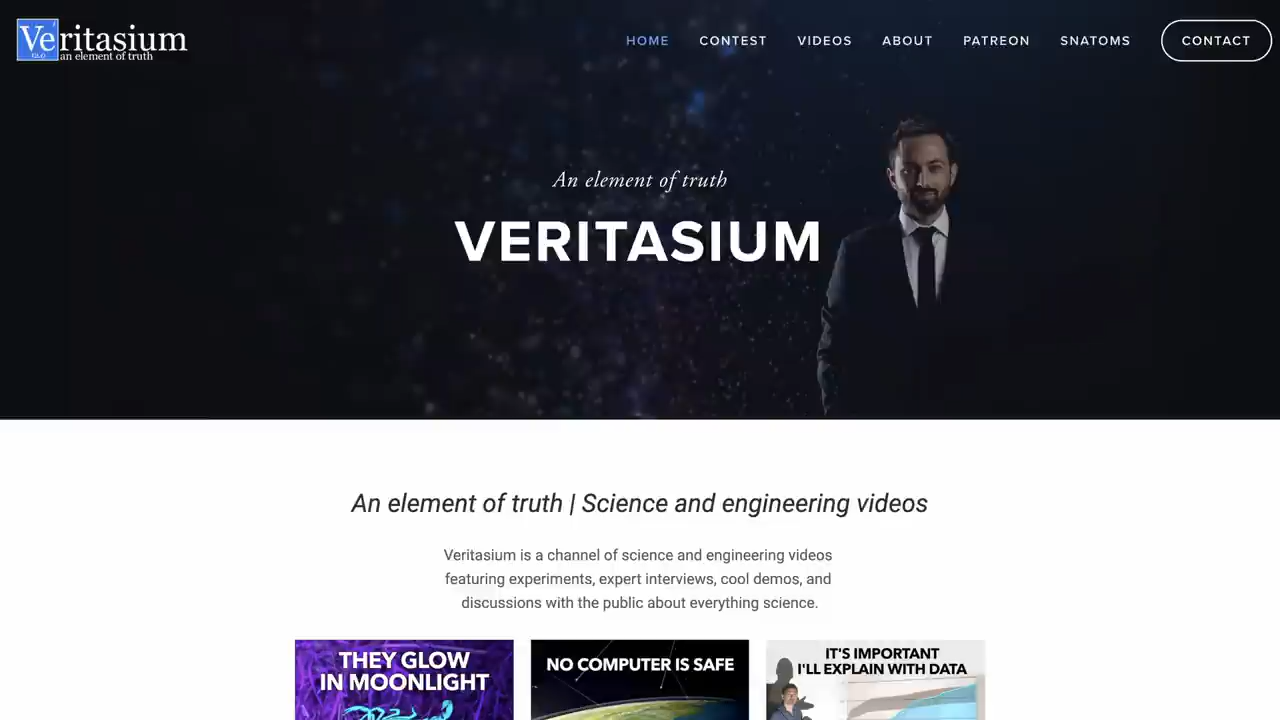 Veritasium
an element of truth
HOME CONTEST VIDEOS ABOUT PATREON SNATOMS CONTACT
An element of truth
VERITASIUM
An element of truth | Science and engineering videos
Veritasium is a channel of science and engineering videos
featuring experiments, expert interviews, cool demos, and
discussions with the public about everything science.
THEY GLOW
IN MOONLIGHT
NO COMPUTER IS SAFE
IT'S IMPORTANT
I'LL EXPLAIN WITH DATA